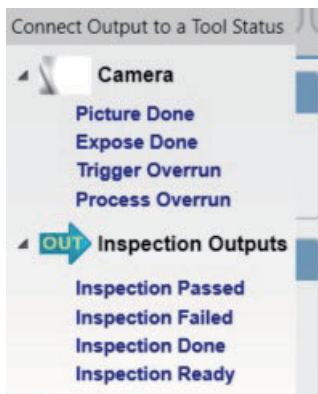 Connect Output to a Tool Status
Camera
Picture Done
Expose Done
Trigger Overrun
Process Overrun
OUT Inspection Outputs
Inspection Passed
Inspection Failed
Inspection Done
Inspection Ready